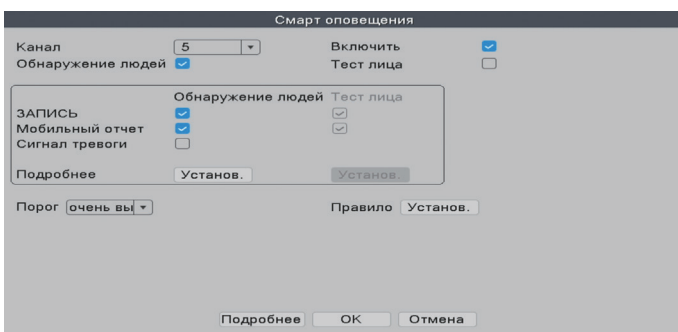 Смарт оповещения
Канал 5 Включить
Обнаружение людей Тест лица
Обнаружение людей Тест лица
ЗАПИСЬ
Мобильный отчет
Сигнал тревоги
Подробнее Установ. Установ.
Порог очень вы Правило Установ.
Подробнее OK Отмена